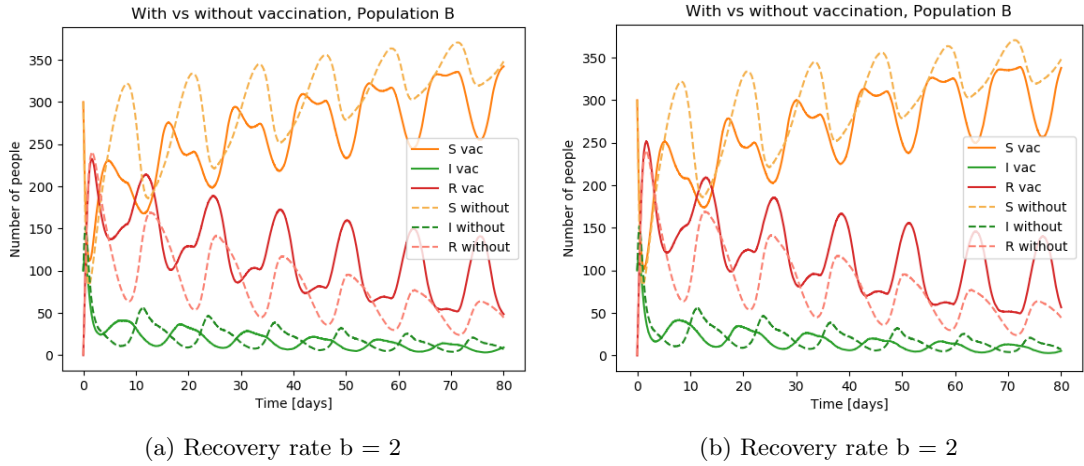 With vs without vaccination, Population B
Number of people
350
300
250
200
150
100
50
0
0 10 20 30 40 50 60 70 80
Time [days]
S vac
I vac
R vac
S without
I without
R without
(a) Recovery rate b = 2
With vs without vaccination, Population B
Number of people
350
300
250
200
150
100
50
0
0 10 20 30 40 50 60 70 80
Time [days]
S vac
I vac
R vac
S without
I without
R without
(b) Recovery rate b = 2